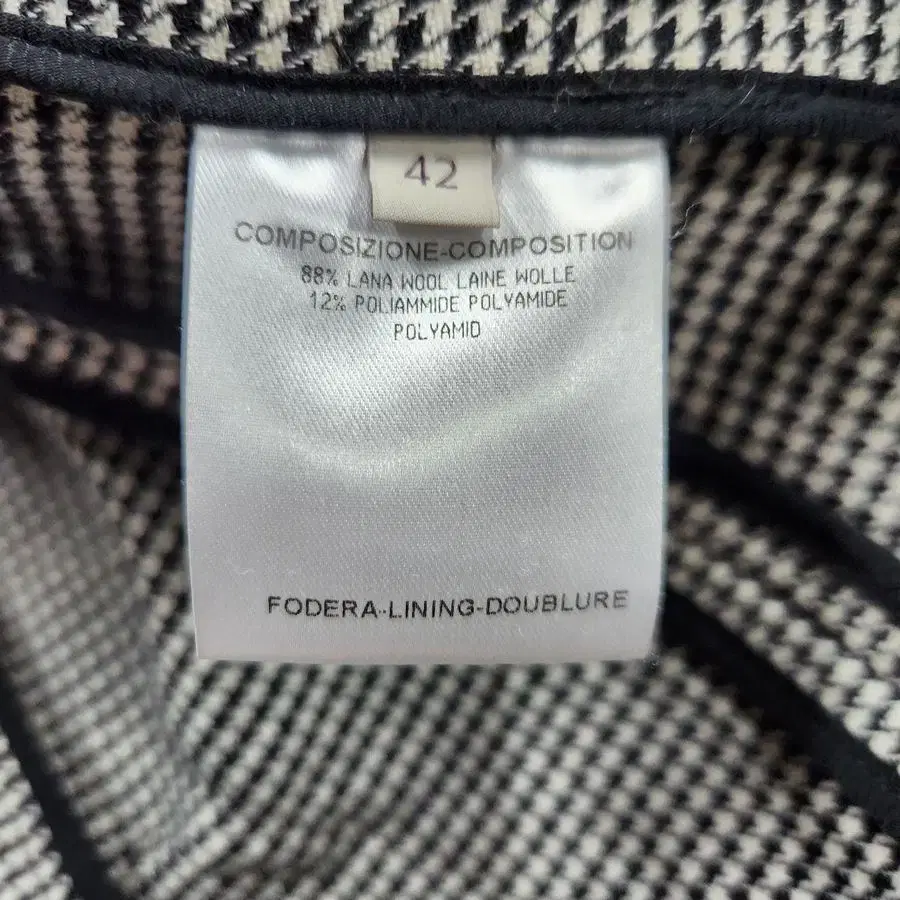 42
COMPOSIZIONE-COMPOSITION
88% LANA WOOL LAINE WOLLE
12% POLIAMMIDE POLYAMIDE
POLYAMID
FODERA-LINING-DOUBLURE